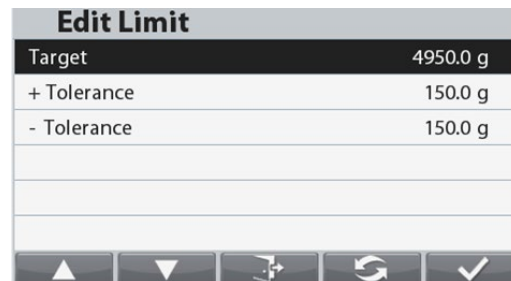 Edit Limit
Target 4950.0 g
+ Tolerance 150.0 g
- Tolerance 150.0 g